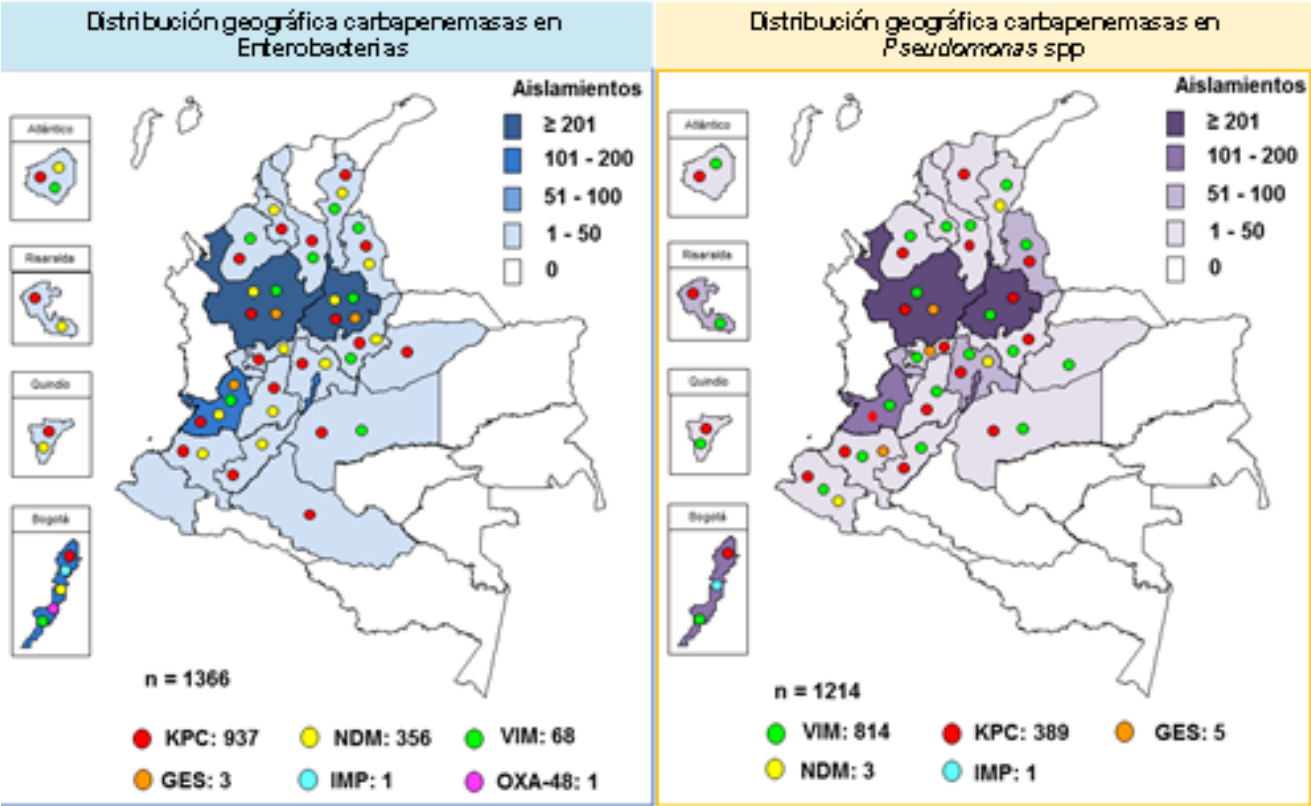 Distribución geográfica carbapenemasas en
Enterobacterias
Aislamientos
≥ 201
101 - 200
51 - 100
1 - 50
0
Atlántico
Risaralda
Quindío
Bogotá
n = 1366
KPC: 937
NDM: 356
VIM: 68
GES: 3
IMP: 1
OXA-48: 1
Distribución geográfica carbapenemasas en
Pseudomonas spp
Aislamientos
≥ 201
101 - 200
51 - 100
1 - 50
0
Atlántico
Risaralda
Quindío
Bogotá
n = 1214
VIM: 814
KPC: 389
GES: 5
NDM: 3
IMP: 1